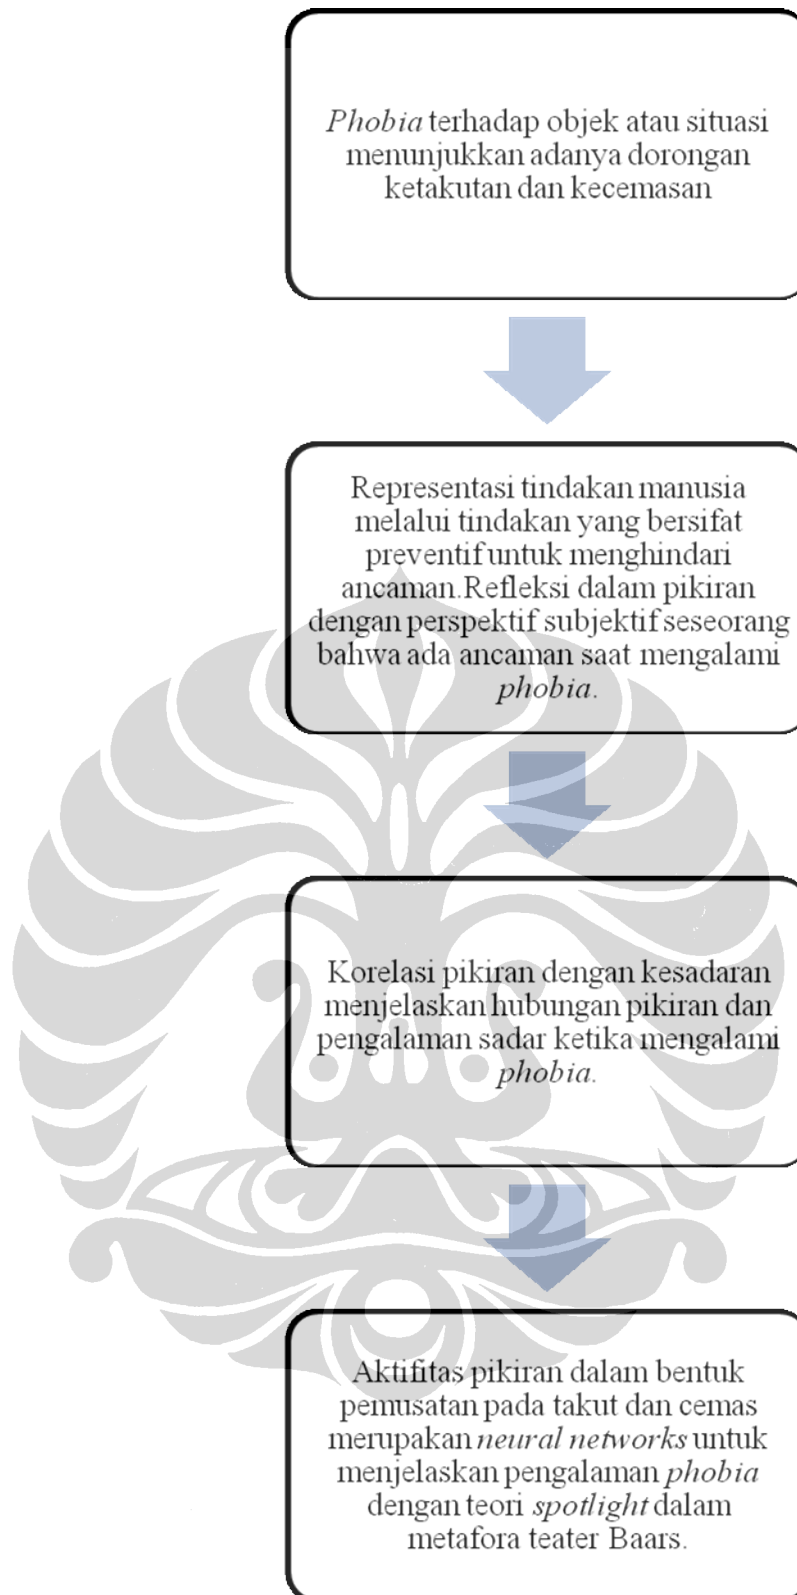 Phobia terhadap objek atau situasi
menunjukkan adanya dorongan
ketakutan dan kecemasan
Representasi tindakan manusia
melalui tindakan yang bersifat
preventif untuk menghindari
ancaman.Refleksi dalam pikiran
dengan perspektif subjektif seseorang
bahwa ada ancaman saat mengalami
phobia.
Korelasi pikiran dengan kesadaran
menjelaskan hubungan pikiran dan
pengalaman sadar ketika mengalami
phobia.
Aktifitas pikiran dalam bentuk
pemusatan pada takut dan cemas
merupakan neural networks untuk
menjelaskan pengalaman phobia
dengan teori spotlight dalam
metafora teater Baars.